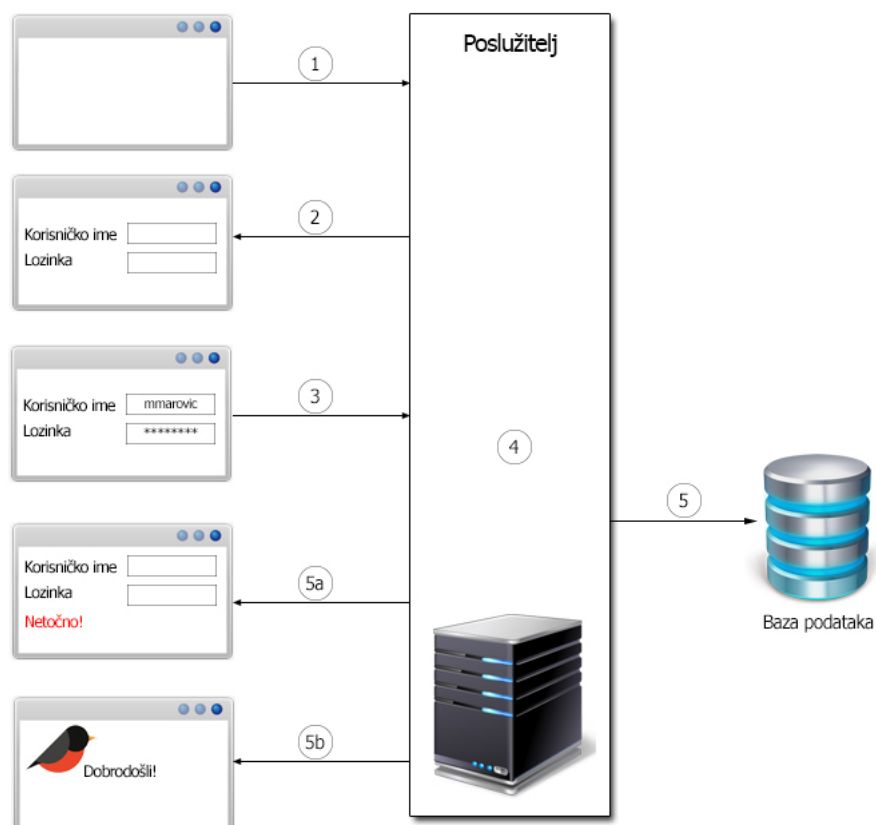 Poslužitelj
1
2
Korisničko ime
Lozinka
3
Korisničko ime mmarovic
Lozinka ********
4
5
Baza podataka
5a
Korisničko ime
Lozinka
Netočno!
5b
Dobrodošli!